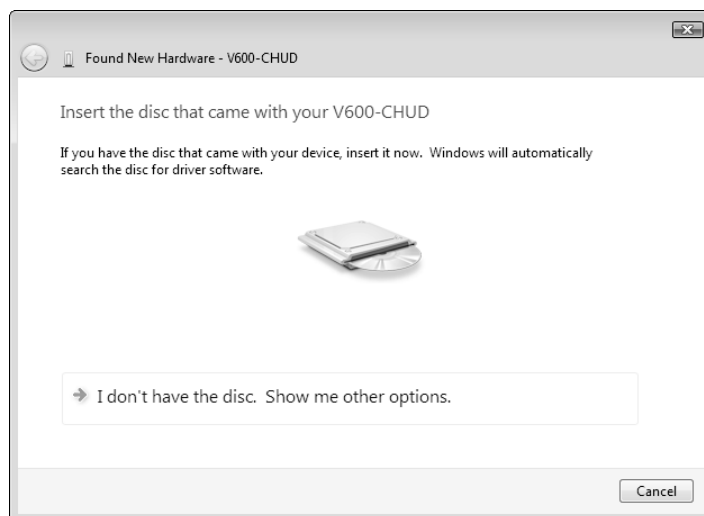 Found New Hardware - V600-CHUD
Insert the disc that came with your V600-CHUD
If you have the disc that came with your device, insert it now.  Windows will automatically
search the disc for driver software.
I don't have the disc.  Show me other options.
Cancel